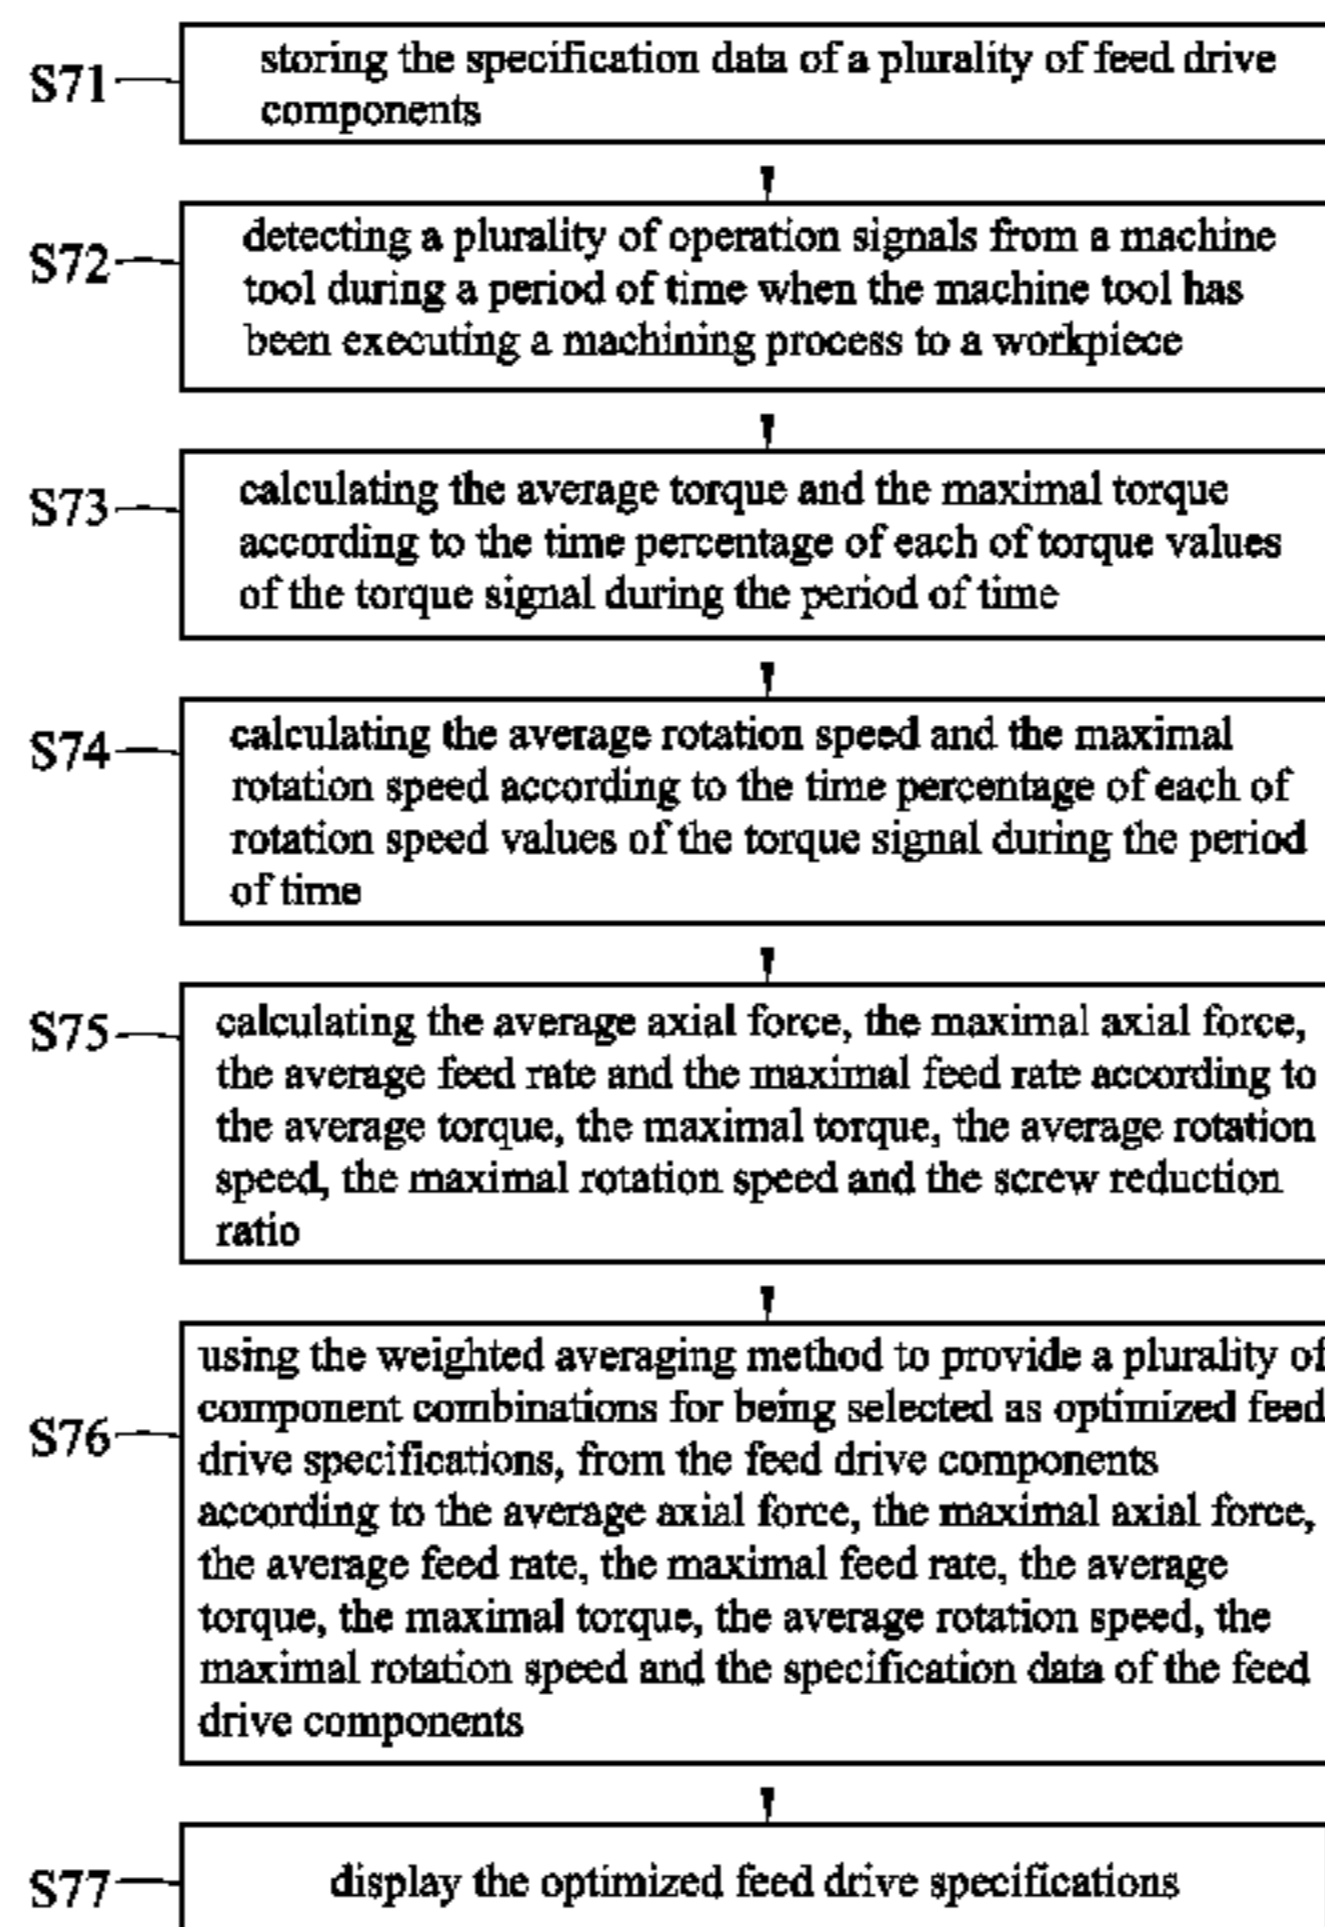 S71
storing the specification data of a plurality of feed drive
components
S72
detecting a plurality of operation signals from a machine
tool during a period of time when the machine tool has
been executing a machining process to a workpiece
S73
calculating the average torque and the maximal torque
according to the time percentage of each of torque values
of the torque signal during the period of time
S74
calculating the average rotation speed and the maximal
rotation speed according to the time percentage of each of
rotation speed values of the torque signal during the period
of time
S75
calculating the average axial force, the maximal axial force,
the average feed rate and the maximal feed rate according to
the average torque, the maximal torque, the average rotation
speed, the maximal rotation speed and the screw reduction
ratio
S76
using the weighted averaging method to provide a plurality of
component combinations for being selected as optimized feed
drive specifications, from the feed drive components
according to the average axial force, the maximal axial force,
the average feed rate, the maximal feed rate, the average
torque, the maximal torque, the average rotation speed, the
maximal rotation speed and the specification data of the feed
drive components
S77
display the optimized feed drive specifications